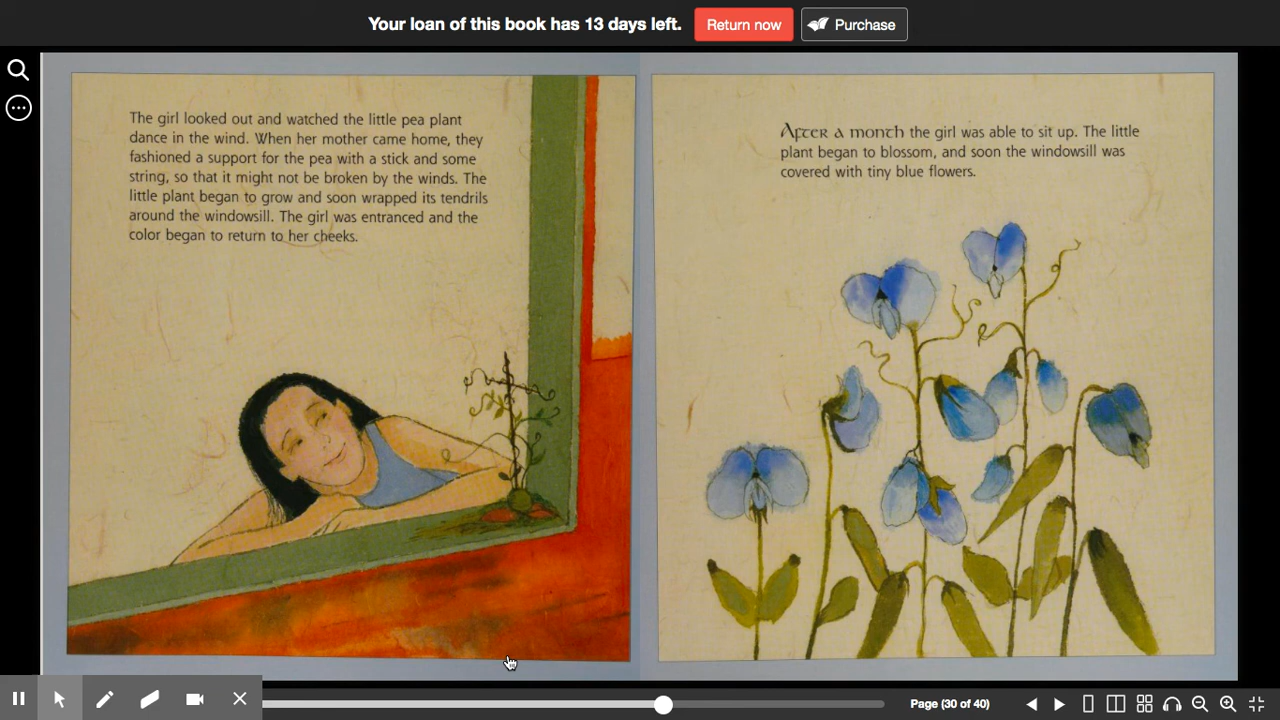 Your loan of this book has 13 days left. Return now Purchase
The girl looked out and watched the little pea plant
dance in the wind. When her mother came home, they
fashioned a support for the pea with a stick and some
string, so that it might not be broken by the winds. The
little plant began to grow and soon wrapped its tendrils
around the windowsill. The girl was entranced and the
color began to return to her cheeks.
After a month the girl was able to sit up. The little
plant began to blossom, and soon the windowsill was
covered with tiny blue flowers.
Page (30 of 40)